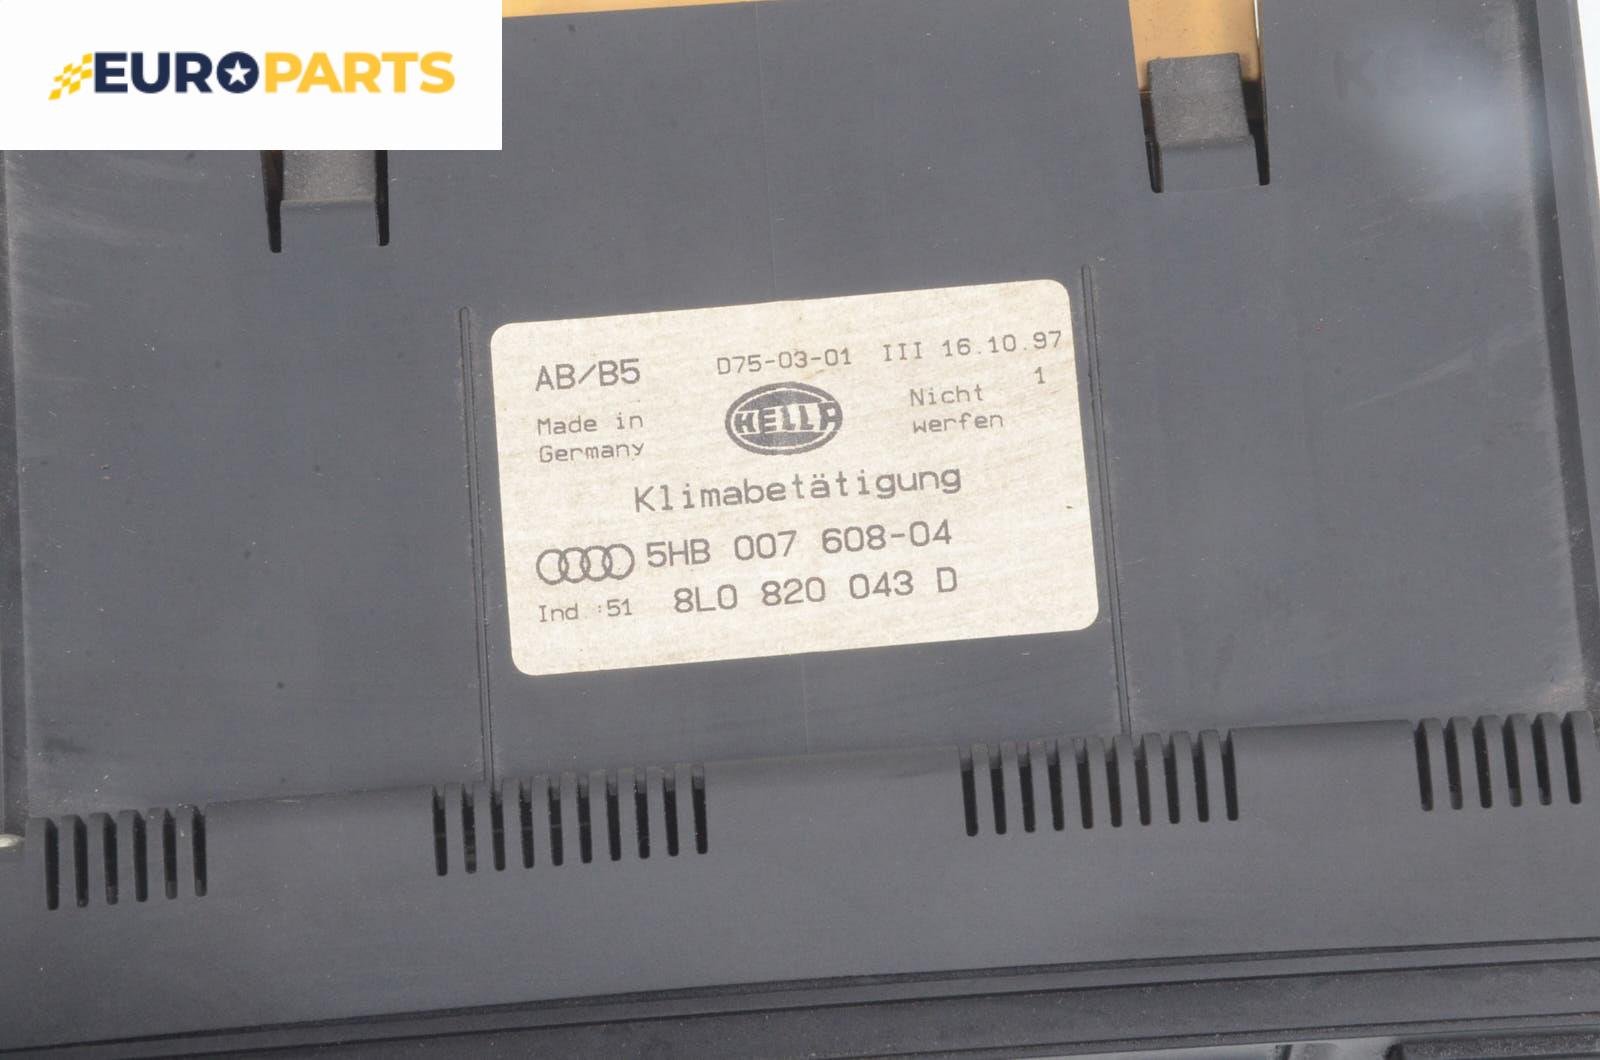 EUROPARTS
AB/B5 D75-03-01 III 16.10.97
1
Made in Germany
HELLA
Nicht werfen
Klimabetätigung
5HB 007 608-04
Ind :51 8L0 820 043 D